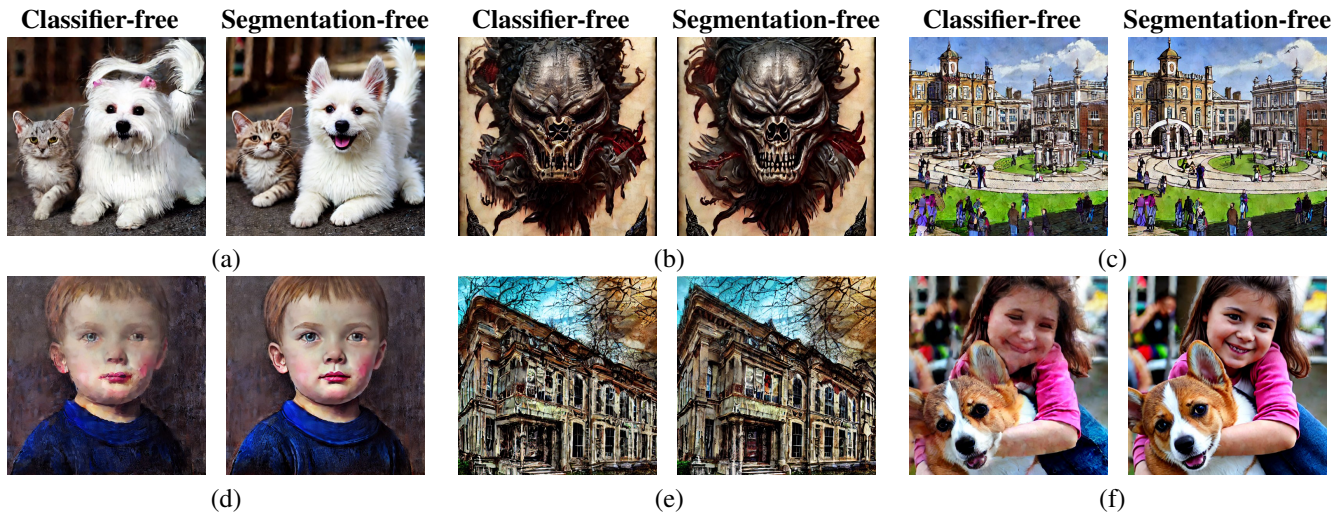 Classifier-free Segmentation-free Classifier-free Segmentation-free Classifier-free Segmentation-free
(a) (b) (c)
(d) (e) (f)